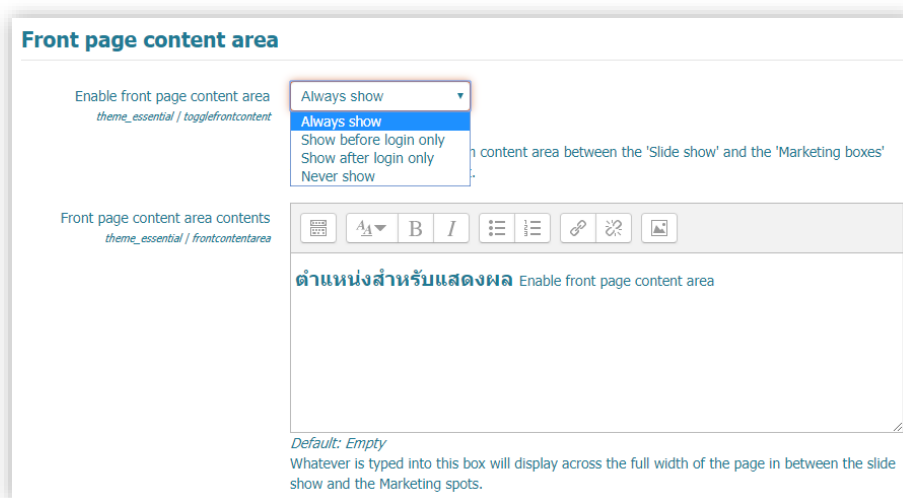 Front page content area
Enable front page content area
Always show
theme_essential | togglefrontcontent
Always show
Show before login only
Show after login only
content area between the 'Slide show' and the 'Marketing boxes'
Never show
Front page content area contents
theme_essential | frontcontentarea
B I
ตำแหน่งสำหรับแสดงผล Enable front page content area
Default: Empty
Whatever is typed into this box will display across the full width of the page in between the slide
show and the Marketing spots.